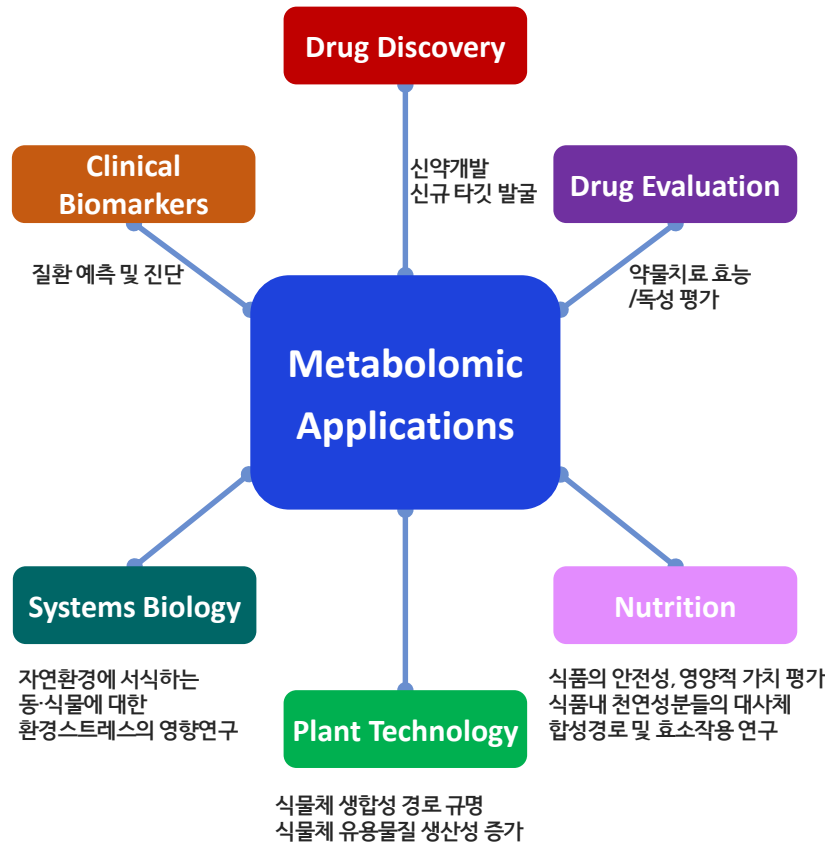 Drug Discovery
신약개발
신규 타깃 발굴
Clinical
Biomarkers
질환 예측 및 진단
Drug Evaluation
약물치료 효능
/독성 평가
Metabolomic
Applications
Systems Biology
자연환경에 서식하는
동·식물에 대한
환경스트레스의 영향연구
Nutrition
식품의 안전성, 영양적 가치 평가
식품내 천연성분들의 대사체
합성경로 및 효소작용 연구
Plant Technology
식물체 생합성 경로 규명
식물체 유용물질 생산성 증가